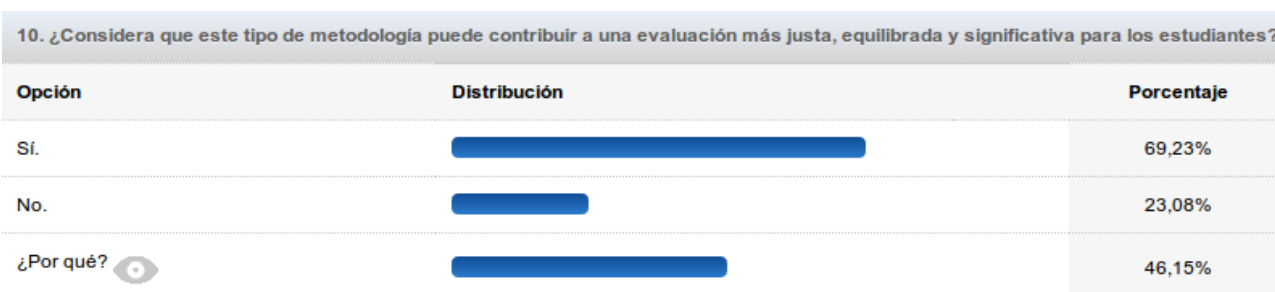 10. ¿Considera que este tipo de metodología puede contribuir a una evaluación más justa, equilibrada y significativa para los estudiantes?
Opción Distribución Porcentaje
Sí. 69,23%
No. 23,08%
¿Por qué? 46,15%